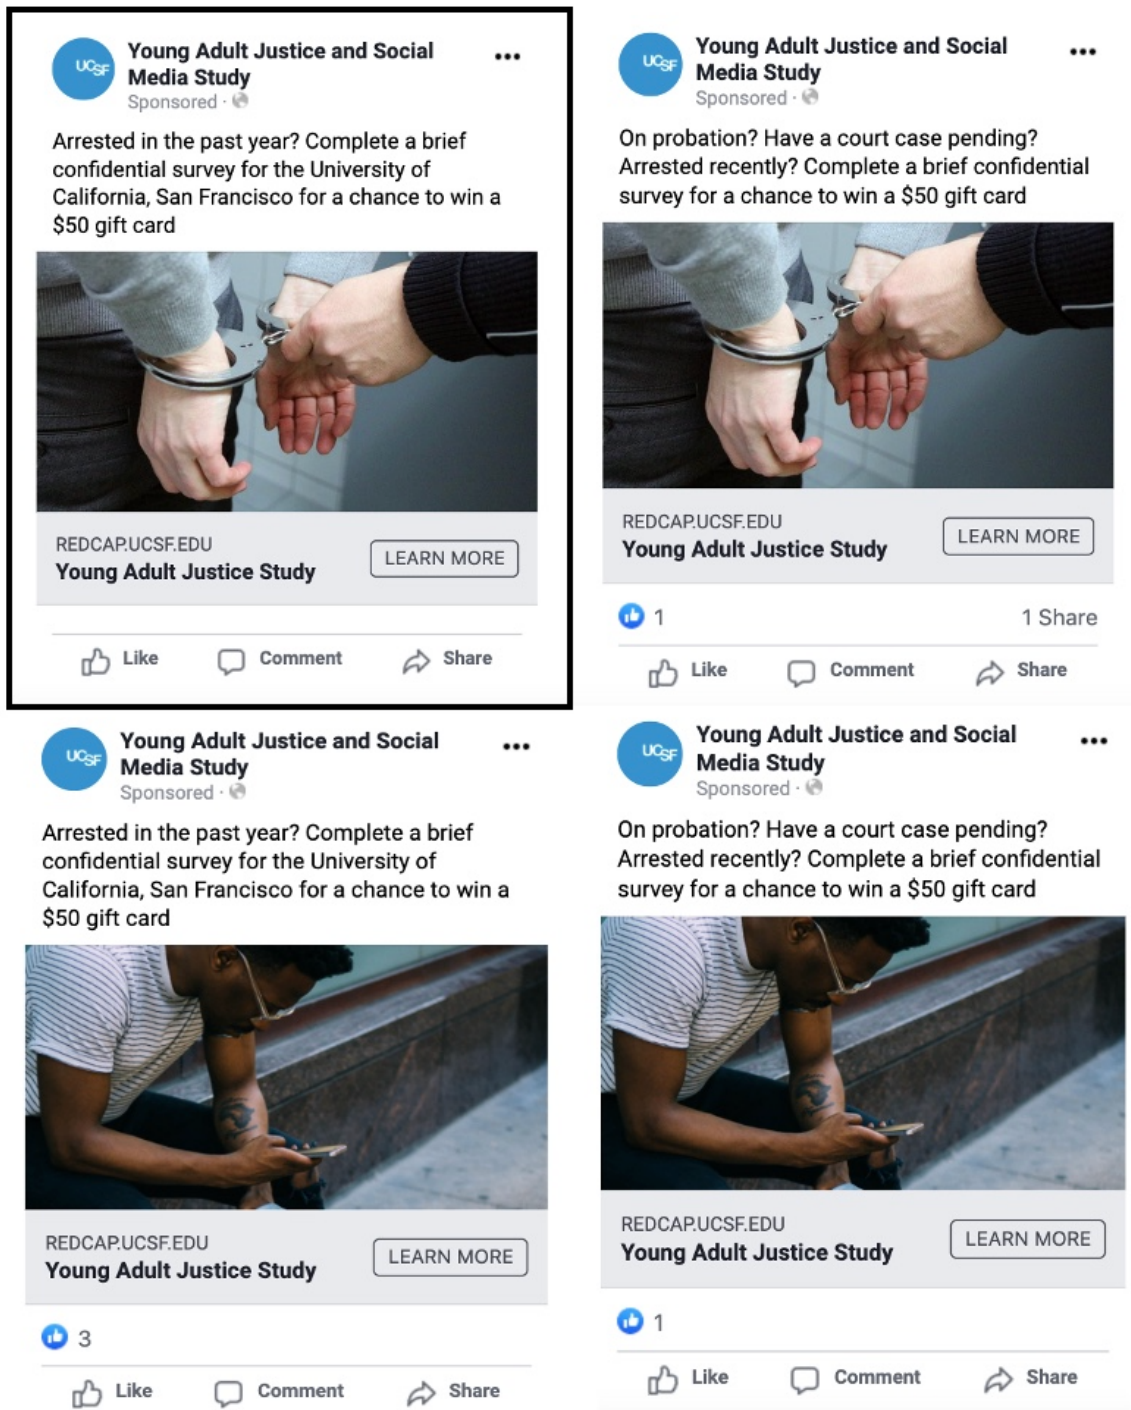 UCSF
Young Adult Justice and Social
Media Study
Sponsored ·
Arrested in the past year? Complete a brief
confidential survey for the University of
California, San Francisco for a chance to win a
$50 gift card
REDCAP.UCSF.EDU
Young Adult Justice Study
LEARN MORE
Like Comment Share
UCSF
Young Adult Justice and Social
Media Study
Sponsored ·
On probation? Have a court case pending?
Arrested recently? Complete a brief confidential
survey for a chance to win a $50 gift card
REDCAP.UCSF.EDU
Young Adult Justice Study
LEARN MORE
1 1 Share
Like Comment Share
UCSF
Young Adult Justice and Social
Media Study
Sponsored ·
Arrested in the past year? Complete a brief
confidential survey for the University of
California, San Francisco for a chance to win a
$50 gift card
REDCAP.UCSF.EDU
Young Adult Justice Study
LEARN MORE
3
Like Comment Share
UCSF
Young Adult Justice and Social
Media Study
Sponsored ·
On probation? Have a court case pending?
Arrested recently? Complete a brief confidential
survey for a chance to win a $50 gift card
REDCAP.UCSF.EDU
Young Adult Justice Study
LEARN MORE
1
Like Comment Share